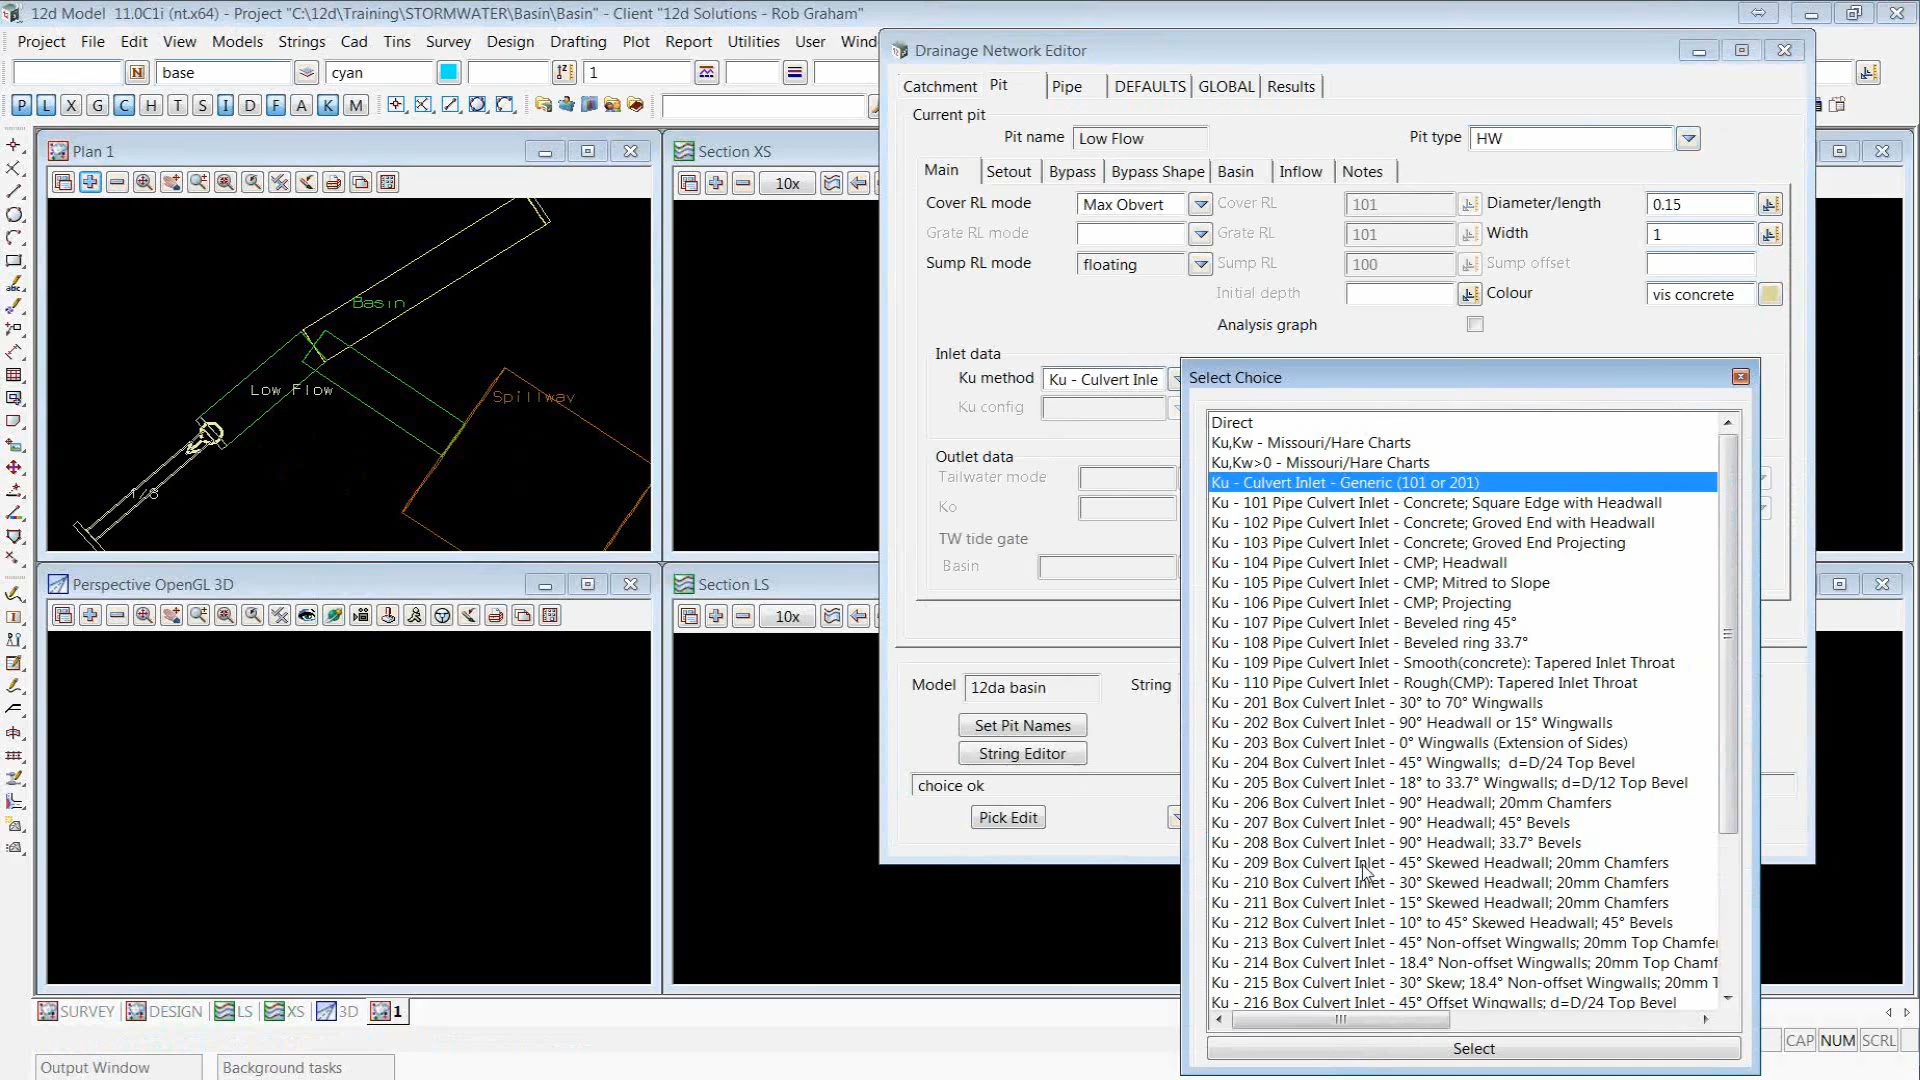 12d Model 11.0C1i (nt.x64) - Project "C:\12d\Training\STORMWATER\Basin\Basin" - Client "12d Solutions - Rob Graham"
Project File Edit View Models Strings Cad Tins Survey Design Drafting Plot Report Utilities User Wind
N base cyan 1
P L X G C H T S I D F A K M
Plan 1
Section XS
10x
Basin
Low Flow
Spillway
Perspective OpenGL 3D
Section LS
10x
Drainage Network Editor
Catchment Pit Pipe DEFAULTS GLOBAL Results
Current pit
Pit name Low Flow Pit type HW
Main Setout Bypass Bypass Shape Basin Inflow Notes
Cover RL mode Max Obvert Cover RL 101 Diameter/length 0.15
Grate RL mode Grate RL 101 Width 1
Sump RL mode floating Sump RL 100 Sump offset
Initial depth Colour vis concrete
Analysis graph
Inlet data
Ku method Ku - Culvert Inle
Ku config
Outlet data
Tailwater mode
Ko
TW tide gate
Basin
Model 12da basin String
Set Pit Names
String Editor
choice ok
Pick Edit
Select Choice
Direct
Ku,Kw - Missouri/Hare Charts
Ku,Kw>0 - Missouri/Hare Charts
Ku - Culvert Inlet - Generic (101 or 201)
Ku - 101 Pipe Culvert Inlet - Concrete; Square Edge with Headwall
Ku - 102 Pipe Culvert Inlet - Concrete; Groved End with Headwall
Ku - 103 Pipe Culvert Inlet - Concrete; Groved End Projecting
Ku - 104 Pipe Culvert Inlet - CMP; Headwall
Ku - 105 Pipe Culvert Inlet - CMP; Mitred to Slope
Ku - 106 Pipe Culvert Inlet - CMP; Projecting
Ku - 107 Pipe Culvert Inlet - Beveled ring 45°
Ku - 108 Pipe Culvert Inlet - Beveled ring 33.7°
Ku - 109 Pipe Culvert Inlet - Smooth(concrete): Tapered Inlet Throat
Ku - 110 Pipe Culvert Inlet - Rough(CMP): Tapered Inlet Throat
Ku - 201 Box Culvert Inlet - 30° to 70° Wingwalls
Ku - 202 Box Culvert Inlet - 90° Headwall or 15° Wingwalls
Ku - 203 Box Culvert Inlet - 0° Wingwalls (Extension of Sides)
Ku - 204 Box Culvert Inlet - 45° Wingwalls; d=D/24 Top Bevel
Ku - 205 Box Culvert Inlet - 18° to 33.7° Wingwalls; d=D/12 Top Bevel
Ku - 206 Box Culvert Inlet - 90° Headwall; 20mm Chamfers
Ku - 207 Box Culvert Inlet - 90° Headwall; 45° Bevels
Ku - 208 Box Culvert Inlet - 90° Headwall; 33.7° Bevels
Ku - 209 Box Culvert Inlet - 45° Skewed Headwall; 20mm Chamfers
Ku - 210 Box Culvert Inlet - 30° Skewed Headwall; 20mm Chamfers
Ku - 211 Box Culvert Inlet - 15° Skewed Headwall; 20mm Chamfers
Ku - 212 Box Culvert Inlet - 10° to 45° Skewed Headwall; 45° Bevels
Ku - 213 Box Culvert Inlet - 45° Non-offset Wingwalls; 20mm Top Chamfe
Ku - 214 Box Culvert Inlet - 18.4° Non-offset Wingwalls; 20mm Top Chamf
Ku - 215 Box Culvert Inlet - 30° Skew; 18.4° Non-offset Wingwalls; 20mm T
Ku - 216 Box Culvert Inlet - 45° Offset Wingwalls; d=D/24 Top Bevel
Select
SURVEY DESIGN LS XS 3D 1
CAP NUM SCRL
Output Window Background tasks